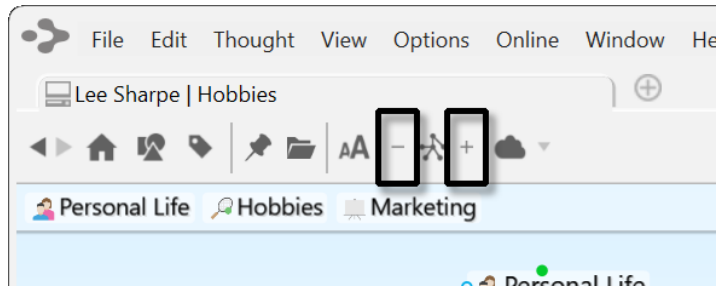 File Edit Thought View Options Online Window He
Lee Sharpe | Hobbies
AA − +
Personal Life Hobbies Marketing
Personal Life